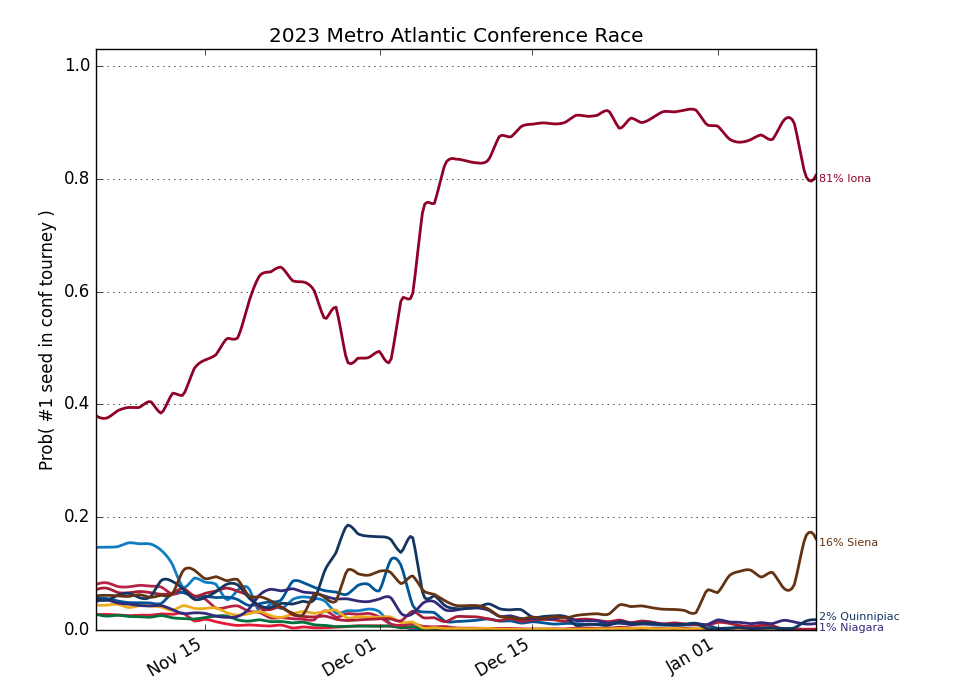 2023 Metro Atlantic Conference Race
Prob( #1 seed in conf tourney )
1.0
0.8
0.6
0.4
0.2
0.0
81% Iona
16% Siena
2% Quinnipiac
1% Niagara
Nov 15
Dec 01
Dec 15
Jan 01